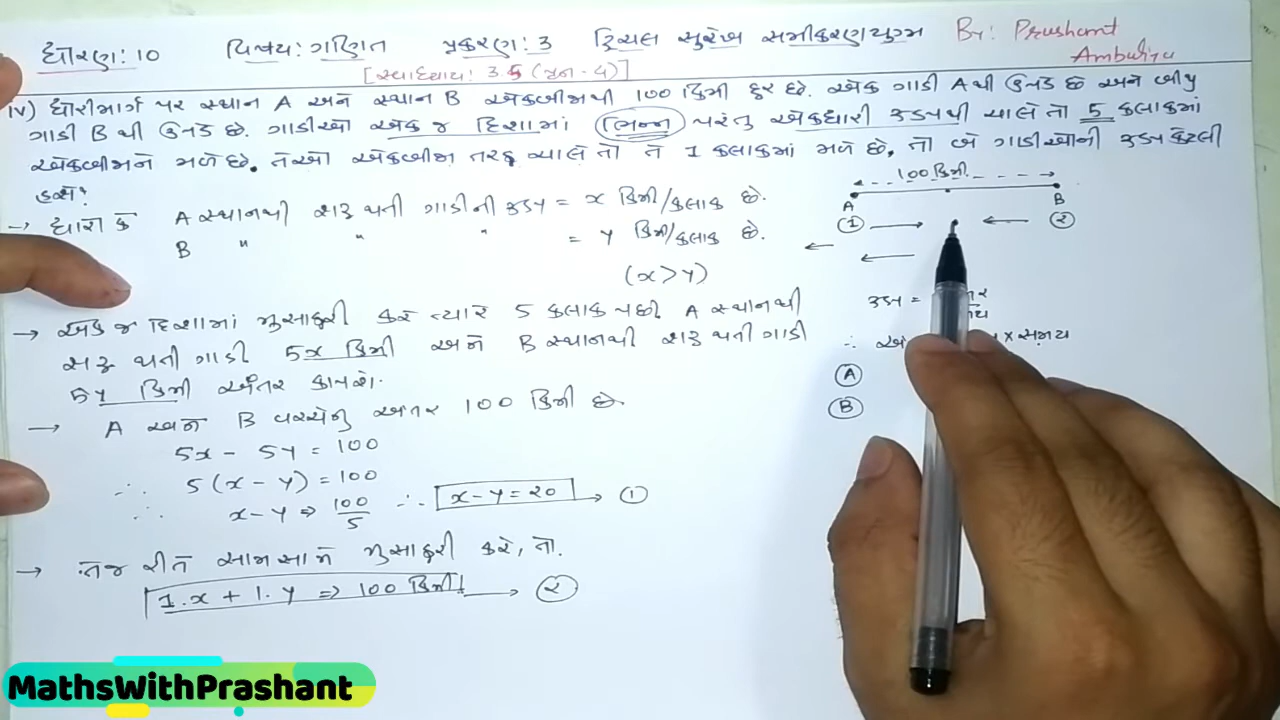 ધોરણ: 10 વિષય: ગણિત પ્રકરણ: 3 દ્વિચલ સુરેખ સમીકરણયુગ્મ By: Prashant Ambaliya
[સ્વાધ્યાય: 3.5 (પ્રશ્ન - 4)]
iv) ધોરીમાર્ગ પર સ્થાન A અને સ્થાન B એકબીજાથી 100 કિમી દૂર છે. એક ગાડી A થી ઉપડે છે અને બીજી
ગાડી B થી ઉપડે છે. ગાડીઓ એક જ દિશામાં ભિન્ન પરંતુ એકધારી ઝડપથી ચાલે તો 5 કલાકમાં
એકબીજાને મળે છે. તેઓ એકબીજા તરફ ચાલે તો તે 1 કલાકમાં મળે છે, તો બે ગાડીઓની ઝડપ કેટલી
હશે?
100 કિમી
A B
1 2
→ ધારો કે A સ્થાનથી શરૂ થતી ગાડીની ઝડપ = x કિમી/કલાક છે.
B " " " = y કિમી/કલાક છે.
(x > y)
→ એક જ દિશામાં મુસાફરી કરે ત્યારે 5 કલાક પછી A સ્થાનથી
શરૂ થતી ગાડી 5x કિમી અને B સ્થાનથી શરૂ થતી ગાડી
5y કિમી અંતર કાપશે.
ઝડપ =
× સમય
A
B
→ A અને B વચ્ચેનું અંતર 100 કિમી છે.
5x - 5y = 100
∴ 5(x - y) = 100
∴ x - y ⇒ 100/5 ∴ x - y = 20 → ૧
→ તેજ રીતે સામસામે મુસાફરી કરે, તો.
1.x + 1.y ⇒ 100 કિમી → ૨
MathsWithPrashant